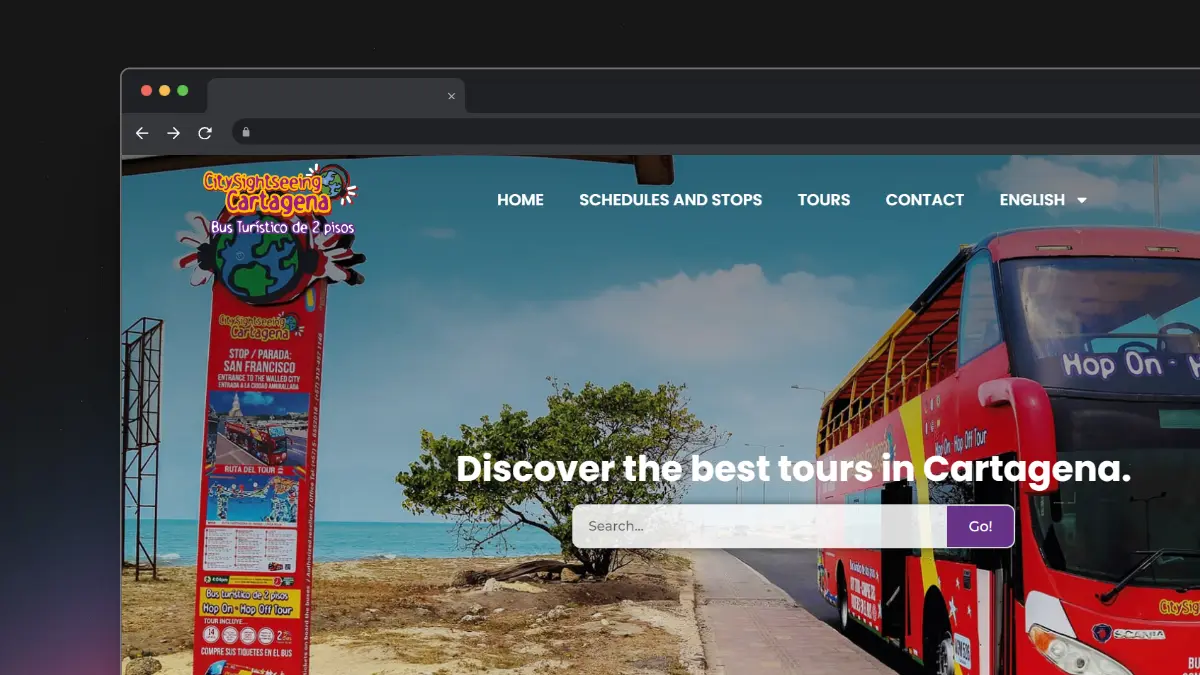 CitySightseeing
Cartagena
Bus Turístico de 2 pisos
HOME
SCHEDULES AND STOPS
TOURS
CONTACT
ENGLISH
CitySightseeing
Cartagena
STOP / PARADA:
SAN FRANCISCO
ENTRANCE TO THE WALLED CITY
ENTRADA A LA CIUDAD AMURALLADA
RUTA DEL TOUR
Bus turístico de 2 pisos
Hop On - Hop Off Tour
TOUR INCLUYE...
COMPRE SUS TIQUETES EN EL BUS
Hop On -
Hop On · Hop Off Tour
Discover the best tours in Cartagena.
Search...
Go!
SCANIA